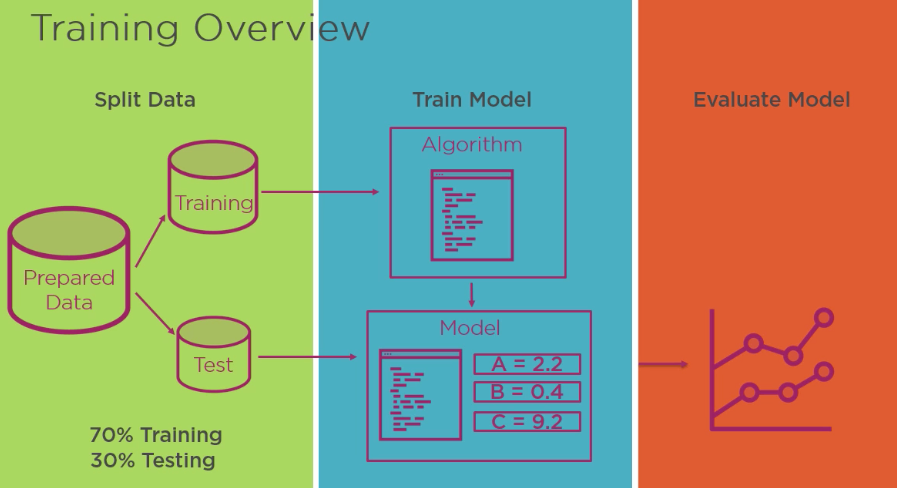 Training Overview
Split Data
Training
Prepared
Data
Test
70% Training
30% Testing
Train Model
Algorithm
Model
A = 2.2
B = 0.4
C = 9.2
Evaluate Model